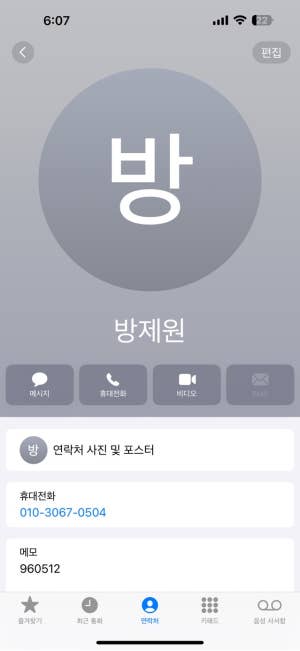 6:07
22
편집
방
방제원
메시지
휴대전화
비디오
방 연락처 사진 및 포스터
휴대전화
010-3067-0504
메모
960512
즐겨찾기
최근 통화
연락처
키패드
음성 사서함